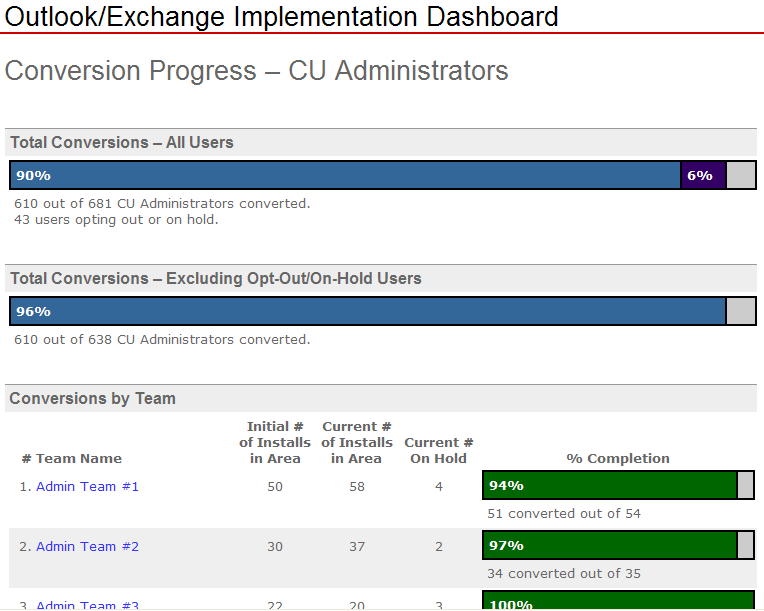 Outlook/Exchange Implementation Dashboard
Conversion Progress – CU Administrators
Total Conversions – All Users
90% 6%
610 out of 681 CU Administrators converted.
43 users opting out or on hold.
Total Conversions – Excluding Opt-Out/On-Hold Users
96%
610 out of 638 CU Administrators converted.
Conversions by Team
Initial # Current #
of Installs of Installs Current #
# Team Name in Area in Area On Hold % Completion
1. Admin Team #1 50 58 4 94%
51 converted out of 54
2. Admin Team #2 30 37 2 97%
34 converted out of 35
3. Admin Team #3 22 20 3 100%